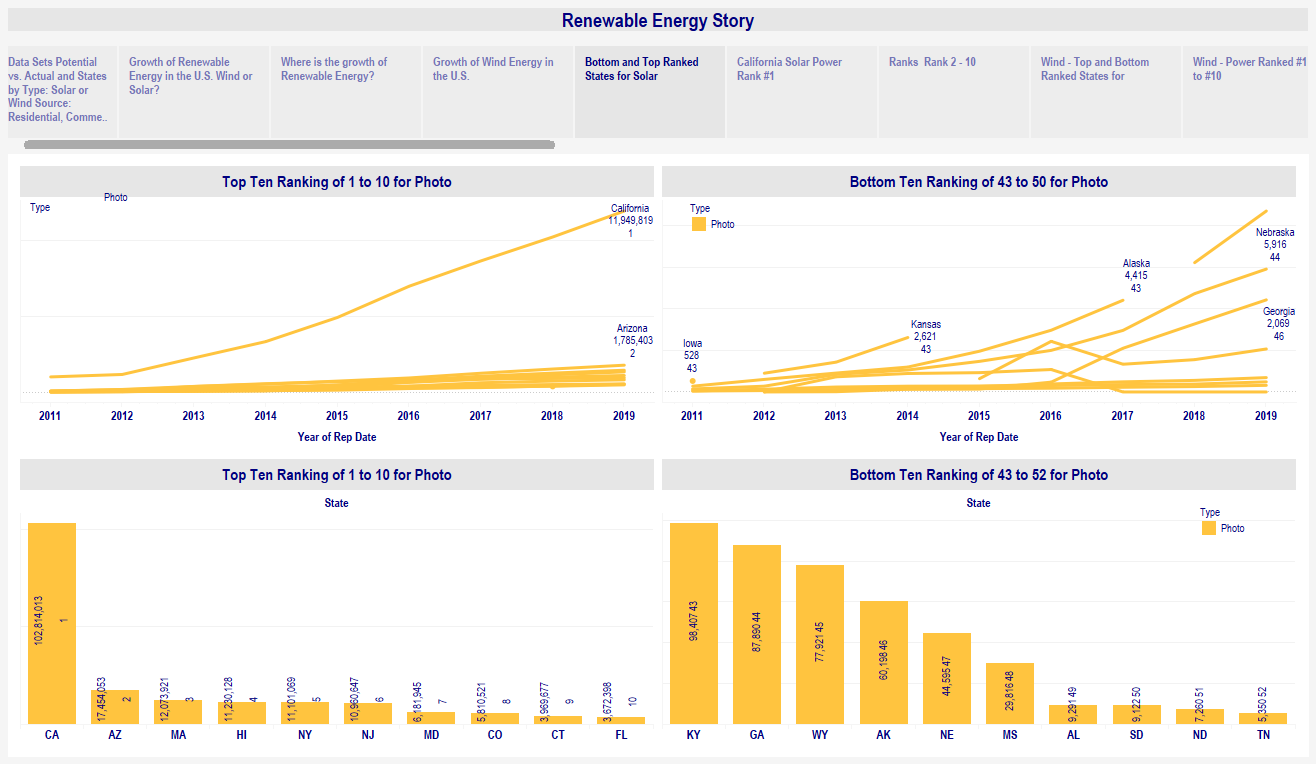 Renewable Energy Story
Data Sets Potential
vs. Actual and States
by Type: Solar or
Wind Source:
Residential, Comme..
Growth of Renewable
Energy in the U.S. Wind or
Solar?
Where is the growth of
Renewable Energy?
Growth of Wind Energy in
the U.S.
Bottom and Top Ranked
States for Solar
California Solar Power
Rank #1
Ranks  Rank 2 - 10
Wind - Top and Bottom
Ranked States for
Wind - Power Ranked #1
to #10
Top Ten Ranking of 1 to 10 for Photo
Type
Photo
California
11,949,819
1
Arizona
1,785,403
2
2011 2012 2013 2014 2015 2016 2017 2018 2019
Year of Rep Date
Bottom Ten Ranking of 43 to 50 for Photo
Type
Photo
Iowa
528
43
Kansas
2,621
43
Alaska
4,415
43
Nebraska
5,916
44
Georgia
2,069
46
2011 2012 2013 2014 2015 2016 2017 2018 2019
Year of Rep Date
Top Ten Ranking of 1 to 10 for Photo
State
102,814,013
1
17,454,053
2
12,073,921
3
11,230,128
4
11,101,069
5
10,960,647
6
6,181,945
7
5,810,521
8
3,969,677
9
3,672,398
10
CA AZ MA HI NY NJ MD CO CT FL
Bottom Ten Ranking of 43 to 52 for Photo
State
Type
Photo
98,407 43
87,890 44
77,921 45
60,198 46
44,595 47
29,816 48
9,291 49
9,122 50
7,260 51
5,350 52
KY GA WY AK NE MS AL SD ND TN